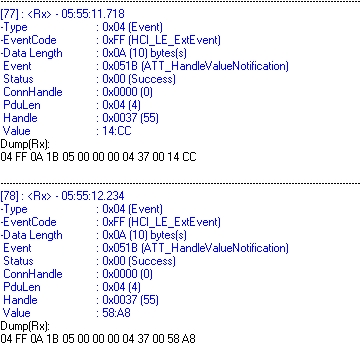 [77] : <Rx> - 05:55:11.718
-Type : 0x04 (Event)
-EventCode : 0xFF (HCI_LE_ExtEvent)
-Data Length : 0x0A (10) bytes(s)
Event : 0x051B (ATT_HandleValueNotification)
Status : 0x00 (Success)
ConnHandle : 0x0000 (0)
PduLen : 0x04 (4)
Handle : 0x0037 (55)
Value : 14:CC
Dump(Rx):
04 FF 0A 1B 05 00 00 00 04 37 00 14 CC
[78] : <Rx> - 05:55:12.234
-Type : 0x04 (Event)
-EventCode : 0xFF (HCI_LE_ExtEvent)
-Data Length : 0x0A (10) bytes(s)
Event : 0x051B (ATT_HandleValueNotification)
Status : 0x00 (Success)
ConnHandle : 0x0000 (0)
PduLen : 0x04 (4)
Handle : 0x0037 (55)
Value : 58:A8
Dump(Rx):
04 FF 0A 1B 05 00 00 00 04 37 00 58 A8